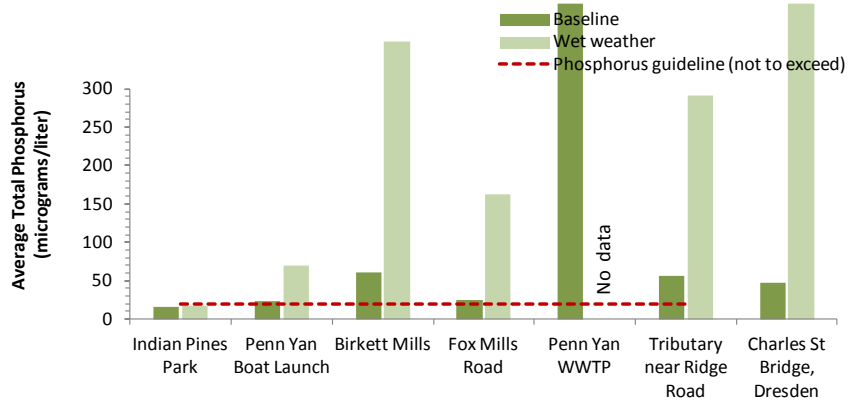 Baseline
Wet weather
Phosphorus guideline (not to exceed)
Average Total Phosphorus
(micrograms/liter)
300
250
200
150
100
50
0
No data
Indian Pines
Park
Penn Yan
Boat Launch
Birkett Mills
Fox Mills
Road
Penn Yan
WWTP
Tributary
near Ridge
Road
Charles St
Bridge,
Dresden